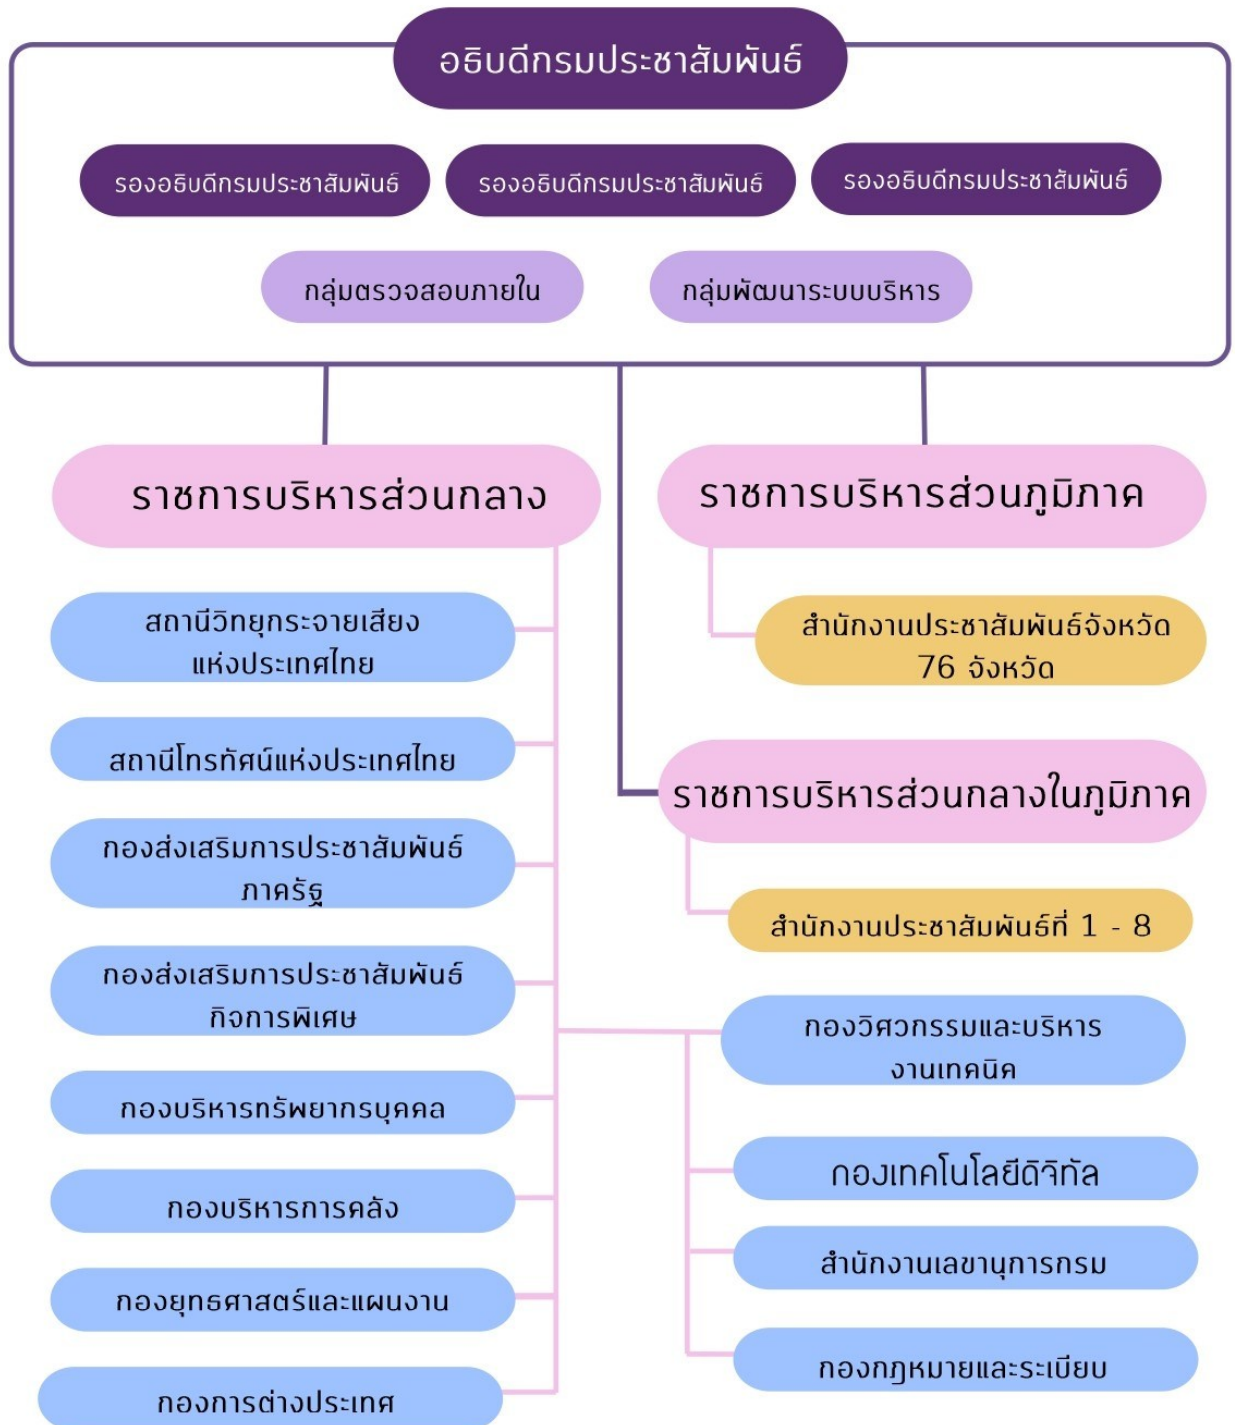 อธิบดีกรมประชาสัมพันธ์
รองอธิบดีกรมประชาสัมพันธ์
รองอธิบดีกรมประชาสัมพันธ์
รองอธิบดีกรมประชาสัมพันธ์
กลุ่มตรวจสอบภายใน
กลุ่มพัฒนาระบบบริหาร
ราชการบริหารส่วนกลาง
สถานีวิทยุกระจายเสียง
แห่งประเทศไทย
สถานีโทรทัศน์แห่งประเทศไทย
กองส่งเสริมการประชาสัมพันธ์
ภาครัฐ
กองส่งเสริมการประชาสัมพันธ์
กิจการพิเศษ
กองบริหารทรัพยากรบุคคล
กองบริหารการคลัง
กองยุทธศาสตร์และแผนงาน
กองการต่างประเทศ
ราชการบริหารส่วนภูมิภาค
สำนักงานประชาสัมพันธ์จังหวัด
76 จังหวัด
ราชการบริหารส่วนกลางในภูมิภาค
สำนักงานประชาสัมพันธ์ที่ 1 - 8
กองวิศวกรรมและบริหาร
งานเทคนิค
กองเทคโนโลยีดิจิทัล
สำนักงานเลขานุการกรม
กองกฎหมายและระเบียบ